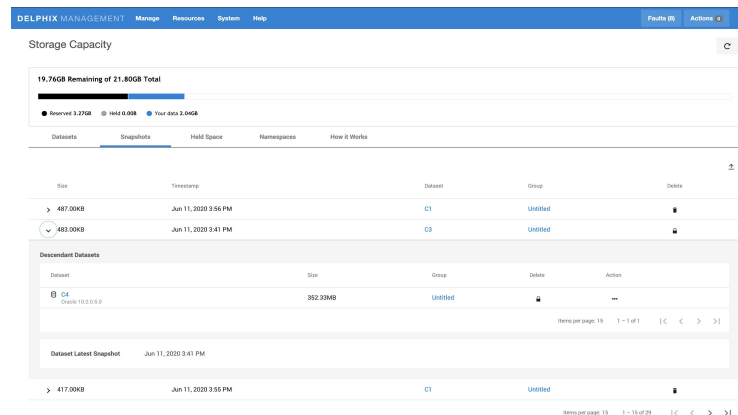 DELPHIX MANAGEMENT Manage Resources System Help Faults (8) Actions 0
Storage Capacity
19.76GB Remaining of 21.80GB Total
Reserved 3.27GB Held 0.00B Your data 2.04GB
Datasets Snapshots Held Space Namespaces How it Works
Size Timestamp Dataset Group Delete
487.00KB Jun 11, 2020 3:56 PM C1 Untitled
483.00KB Jun 11, 2020 3:41 PM C3 Untitled
Descendant Datasets
Dataset Size Group Delete Action
C4 352.33MB Untitled
Oracle 10.2.0.5.0
Items per page: 15 1 – 1 of 1
Dataset Latest Snapshot Jun 11, 2020 3:41 PM
417.00KB Jun 11, 2020 3:55 PM C1 Untitled
Items per page: 15 1 – 15 of 29